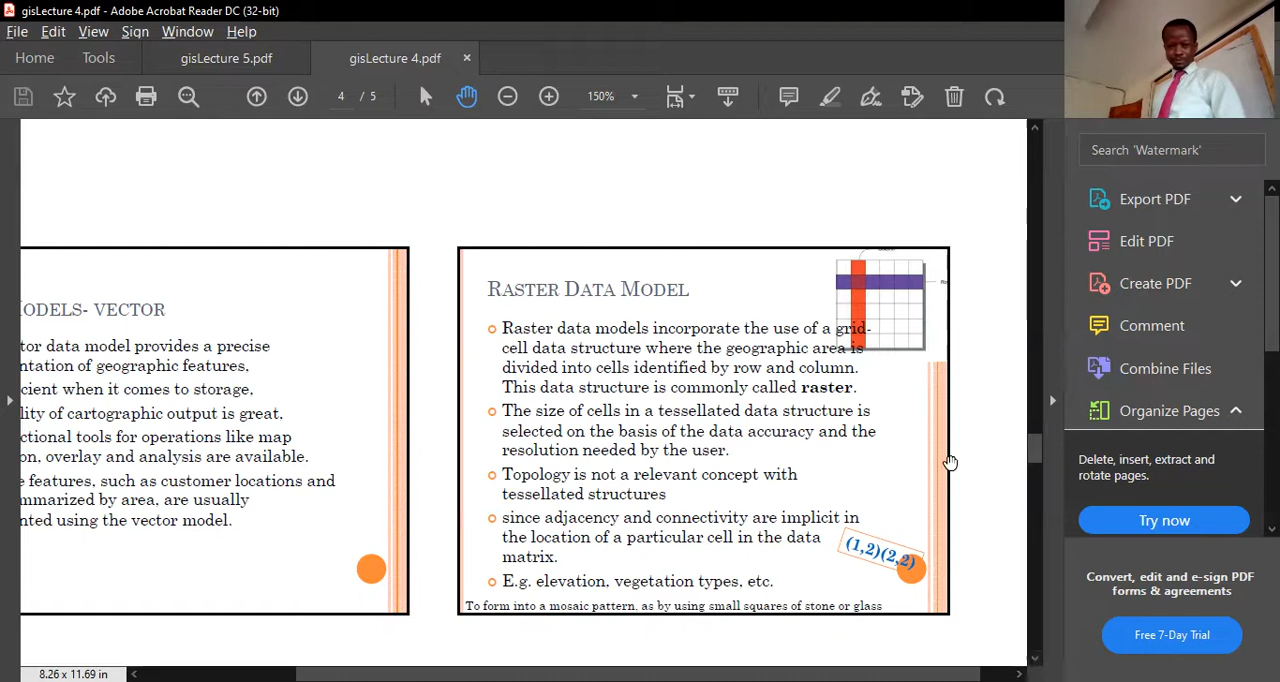 gisLecture 4.pdf - Adobe Acrobat Reader DC (32-bit)
File Edit View Sign Window Help
Home Tools gisLecture 5.pdf gisLecture 4.pdf ×
4 / 5 150%
Search 'Watermark'
Export PDF
Edit PDF
Create PDF
Comment
Combine Files
Organize Pages
Delete, insert, extract and
rotate pages.
Try now
Convert, edit and e-sign PDF
forms & agreements
Free 7-Day Trial
ODELS- VECTOR
tor data model provides a precise
ntation of geographic features,
cient when it comes to storage,
lity of cartographic output is great,
ctional tools for operations like map
on, overlay and analysis are available.
e features, such as customer locations and
mmarized by area, are usually
nted using the vector model.
RASTER DATA MODEL
Raster data models incorporate the use of a grid-
cell data structure where the geographic area is
divided into cells identified by row and column.
This data structure is commonly called raster.
The size of cells in a tessellated data structure is
selected on the basis of the data accuracy and the
resolution needed by the user.
Topology is not a relevant concept with
tessellated structures
since adjacency and connectivity are implicit in
the location of a particular cell in the data
matrix.
(1,2)(2,2)
E.g. elevation, vegetation types, etc.
To form into a mosaic pattern, as by using small squares of stone or glass
8.26 x 11.69 in